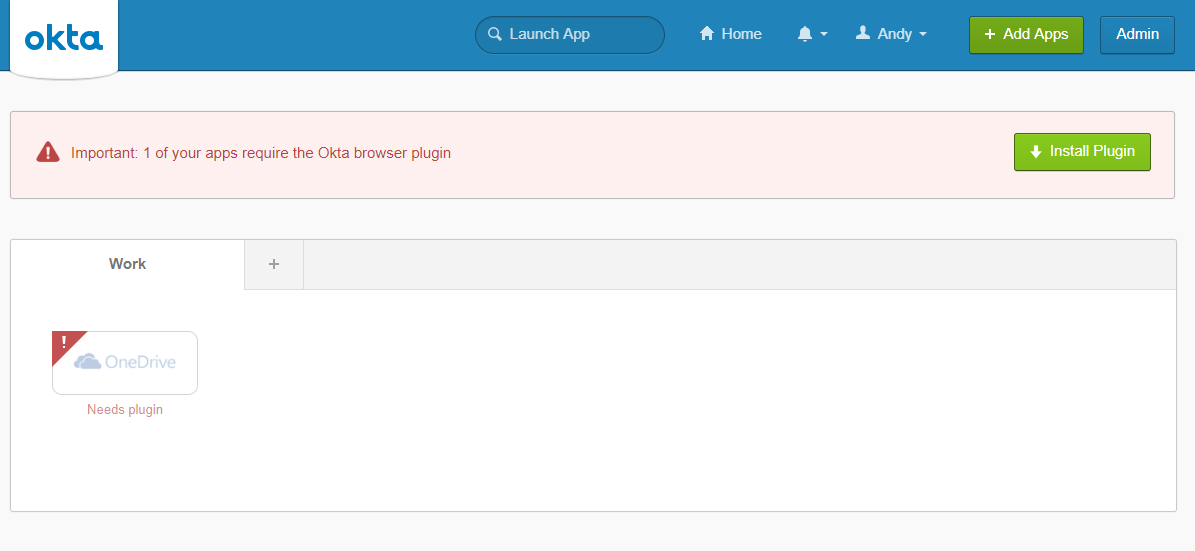 okta
Launch App
Home
Andy
+ Add Apps
Admin
! Important: 1 of your apps require the Okta browser plugin
Install Plugin
Work
+
!
OneDrive
Needs plugin